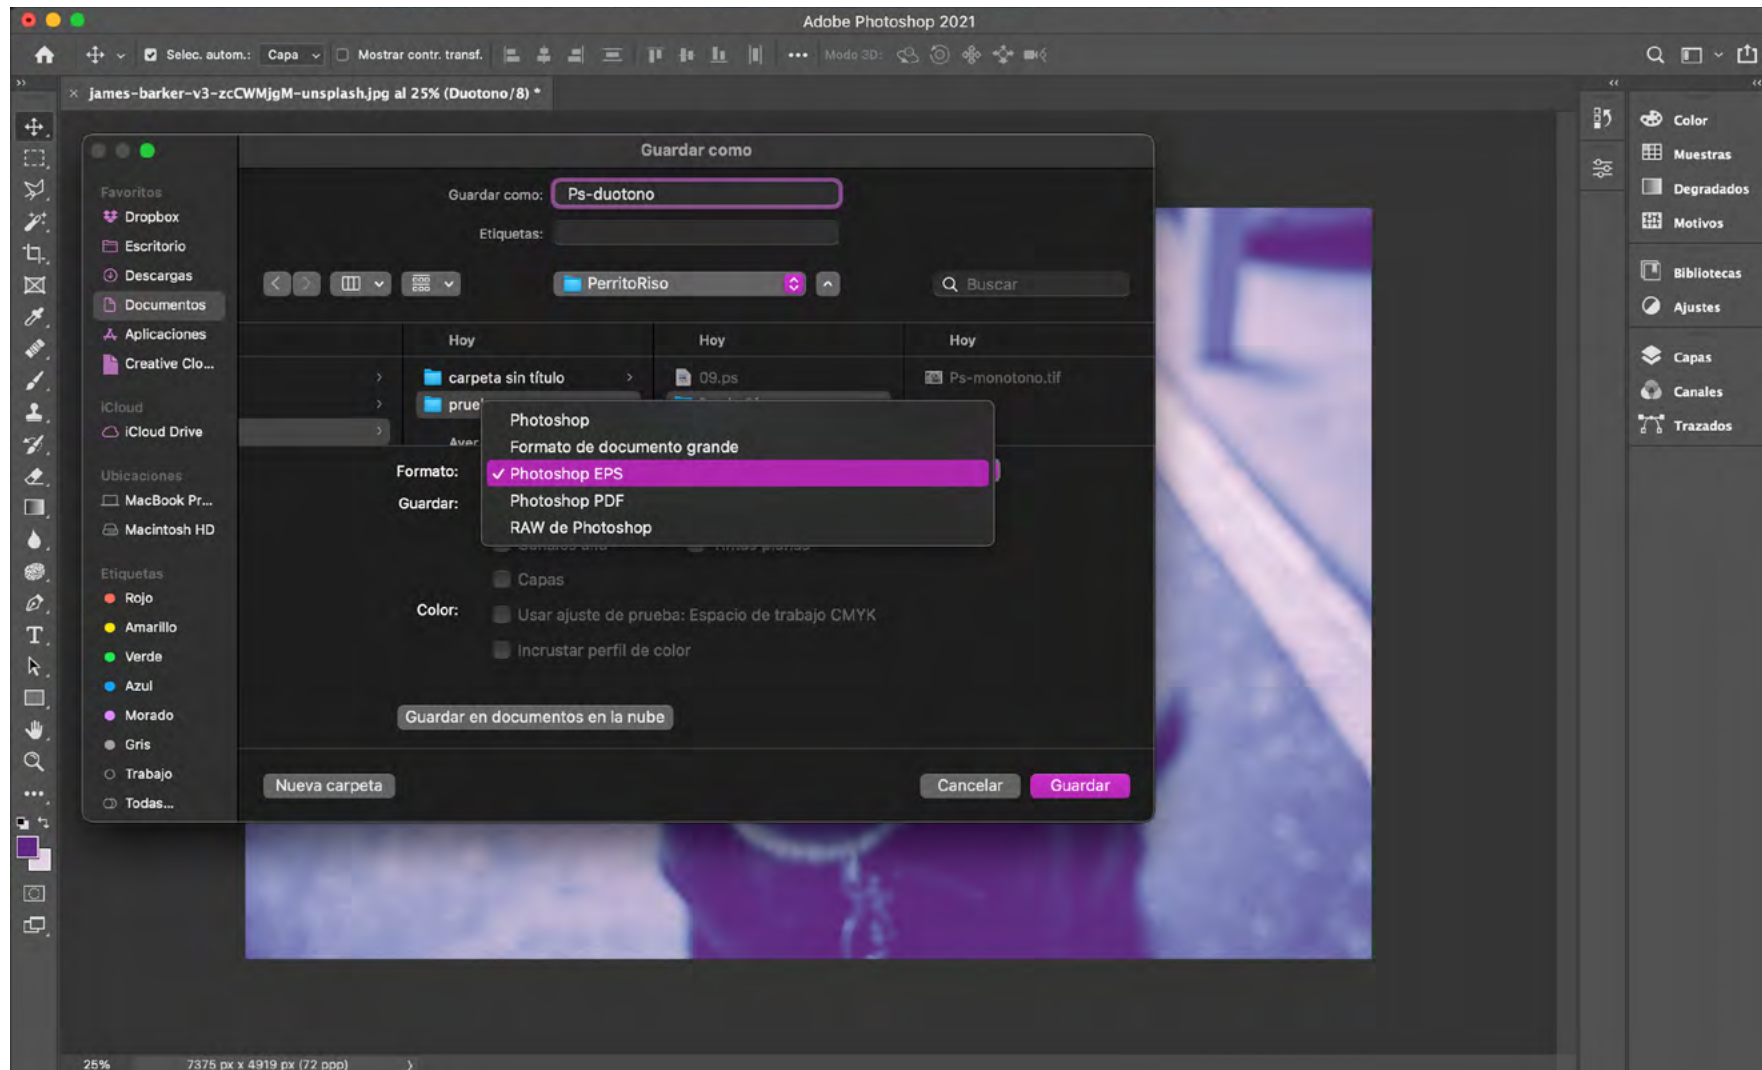 Adobe Photoshop 2021
Selec. autom.: Capa Mostrar contr. transf. Modo 3D:
james-barker-v3-zcCWMjgM-unsplash.jpg al 25% (Duotono/8) *
Guardar como
Favoritos
Dropbox
Escritorio
Descargas
Documentos
Aplicaciones
Creative Clo...
iCloud
iCloud Drive
Ubicaciones
MacBook Pr...
Macintosh HD
Etiquetas
Rojo
Amarillo
Verde
Azul
Morado
Gris
Trabajo
Todas...
Guardar como: Ps-duotono
Etiquetas:
PerritoRiso
Buscar
Hoy Hoy Hoy
carpeta sin título 09.ps Ps-monotono.tif
Ayer
Formato:
Guardar:
Photoshop
Formato de documento grande
Photoshop EPS
Photoshop PDF
RAW de Photoshop
Capas
Color:
Usar ajuste de prueba: Espacio de trabajo CMYK
Incrustar perfil de color
Guardar en documentos en la nube
Nueva carpeta Cancelar Guardar
Color
Muestras
Degradados
Motivos
Bibliotecas
Ajustes
Capas
Canales
Trazados
25% 7375 px x 4919 px (72 ppp)